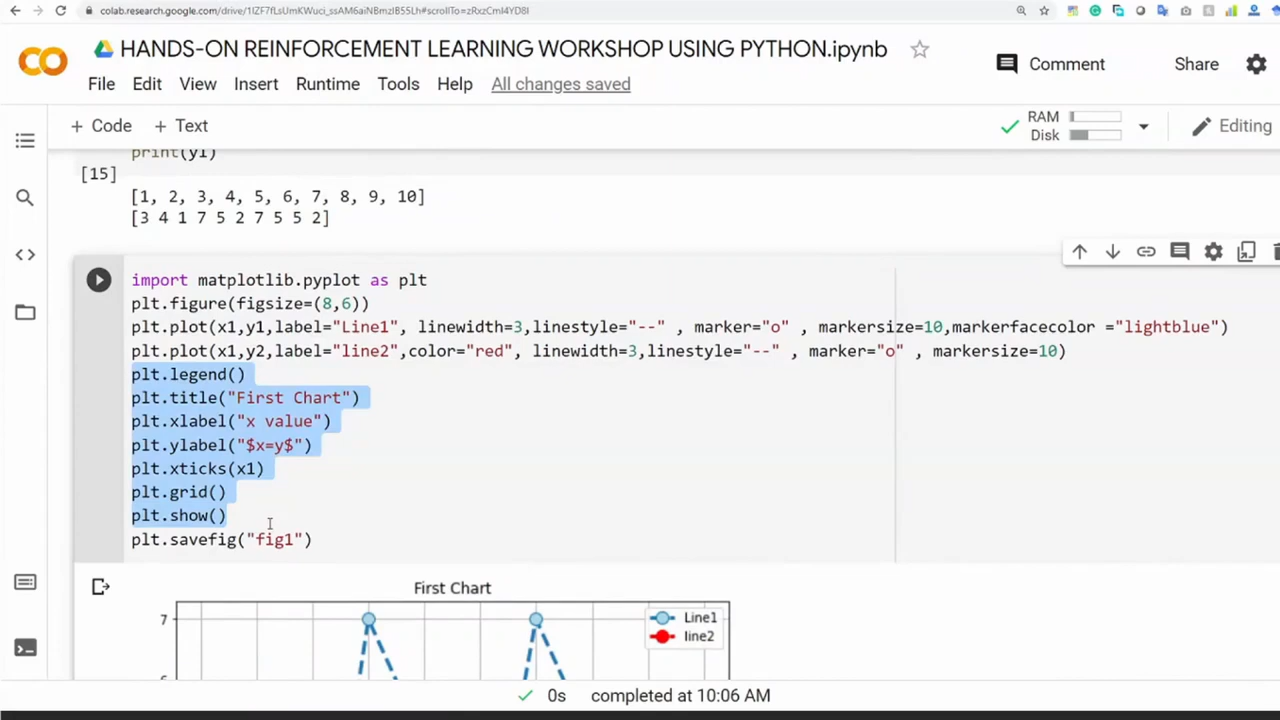 colab.research.google.com/drive/1IZF7fLsUmKWuci_ssAM6aiNBmzIB55Lh#scrollTo=zRxzCmI4YD8I
HANDS-ON REINFORCEMENT LEARNING WORKSHOP USING PYTHON.ipynb
Comment
Share
File Edit View Insert Runtime Tools Help All changes saved
+ Code + Text
RAM
Disk
Editing
print(y1)
[15]
[1, 2, 3, 4, 5, 6, 7, 8, 9, 10]
[3 4 1 7 5 2 7 5 5 2]
import matplotlib.pyplot as plt
plt.figure(figsize=(8,6))
plt.plot(x1,y1,label="Line1", linewidth=3,linestyle="--" , marker="o" , markersize=10,markerfacecolor ="lightblue")
plt.plot(x1,y2,label="line2",color="red", linewidth=3,linestyle="--" , marker="o" , markersize=10)
plt.legend()
plt.title("First Chart")
plt.xlabel("x value")
plt.ylabel("$x=y$")
plt.xticks(x1)
plt.grid()
plt.show()
plt.savefig("fig1")
First Chart
7
Line1
line2
0s completed at 10:06 AM